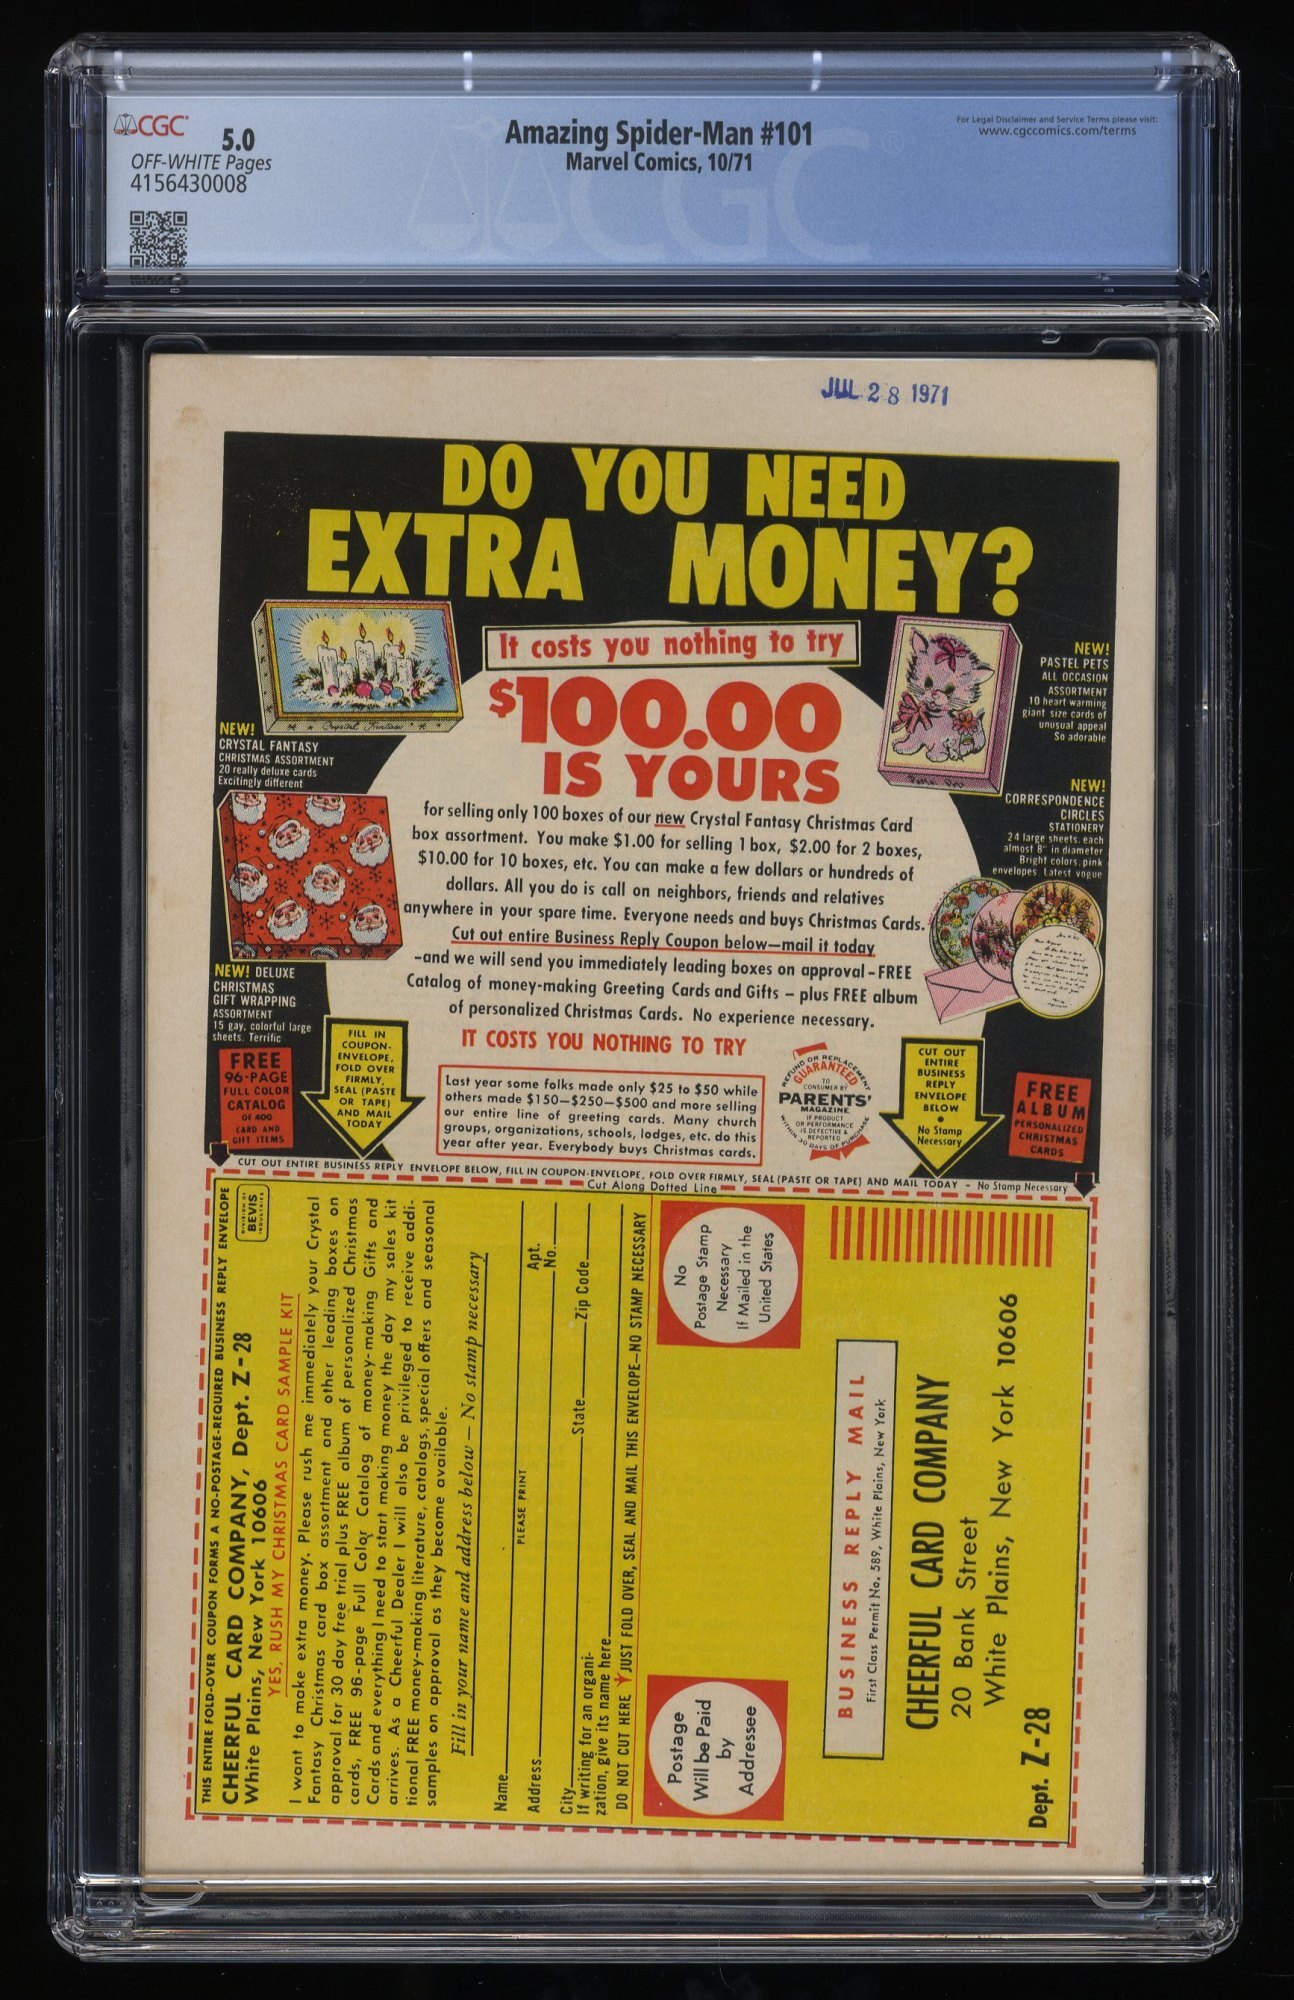 CGC
5.0
OFF-WHITE Pages
4156430008
Amazing Spider-Man #101
Marvel Comics, 10/71
For Legal Disclaimer and Service Terms please visit:
www.cgccomics.com/terms
CGC
JUL 28 1971
DO YOU NEED
EXTRA MONEY?
It costs you nothing to try
$100.00
IS YOURS
for selling only 100 boxes of our new Crystal Fantasy Christmas Card
box assortment. You make $1.00 for selling 1 box, $2.00 for 2 boxes,
$10.00 for 10 boxes, etc. You can make a few dollars or hundreds of
dollars. All you do is call on neighbors, friends and relatives
anywhere in your spare time. Everyone needs and buys Christmas Cards.
Cut out entire Business Reply Coupon below—mail it today
-and we will send you immediately leading boxes on approval - FREE
Catalog of money-making Greeting Cards and Gifts - plus FREE album
of personalized Christmas Cards. No experience necessary.
IT COSTS YOU NOTHING TO TRY
Crystal Fantasy
NEW!
CRYSTAL FANTASY
CHRISTMAS ASSORTMENT
20 really deluxe cards
Excitingly different
NEW! DELUXE
CHRISTMAS
GIFT WRAPPING
ASSORTMENT
15 gay, colorful large
sheets. Terrific
NEW!
PASTEL PETS
ALL OCCASION
ASSORTMENT
10 heart warming
giant size cards of
unusual appeal
So adorable
NEW!
CORRESPONDENCE
CIRCLES
STATIONERY
24 large sheets, each
almost 8" in diameter
Bright colors, pink
envelopes. Latest vogue
FREE
96-PAGE
FULL COLOR
CATALOG
OF 400
CARD AND
GIFT ITEMS
FILL IN
COUPON-
ENVELOPE,
FOLD OVER
FIRMLY,
SEAL (PASTE
OR TAPE)
AND MAIL
TODAY
Last year some folks made only $25 to $50 while
others made $150—$250—$500 and more selling
our entire line of greeting cards. Many church
groups, organizations, schools, lodges, etc. do this
year after year. Everybody buys Christmas cards.
REFUND OR REPLACEMENT
GUARANTEED
TO
CONSUMER BY
PARENTS'
MAGAZINE
IF PRODUCT
OR PERFORMANCE
IS DEFECTIVE &
REPORTED
WITHIN 30 DAYS OF PURCHASE
CUT OUT
ENTIRE
BUSINESS
REPLY
ENVELOPE
BELOW
•
No Stamp
Necessary
FREE
ALBUM
PERSONALIZED
CHRISTMAS
CARDS
CUT OUT ENTIRE BUSINESS REPLY ENVELOPE BELOW, FILL IN COUPON-ENVELOPE, FOLD OVER FIRMLY, SEAL (PASTE OR TAPE) AND MAIL TODAY - No Stamp Necessary
Cut Along Dotted Line
THIS ENTIRE FOLD-OVER COUPON FORMS A NO-POSTAGE-REQUIRED BUSINESS REPLY ENVELOPE
CHEERFUL CARD COMPANY, Dept. Z-28
White Plains, New York 10606
DIVISION OF
BEVIS
INDUSTRIES
YES, RUSH MY CHRISTMAS CARD SAMPLE KIT
I want to make extra money. Please rush me immediately your Crystal
Fantasy Christmas card box assortment and other leading boxes on
approval for 30 day free trial plus FREE album of personalized Christmas
cards, FREE 96-page Full Color Catalog of money-making Gifts and
Cards and everything I need to start making money the day my sales kit
arrives. As a Cheerful Dealer I will also be privileged to receive addi-
tional FREE money-making literature, catalogs, special offers and seasonal
samples on approval as they become available.
Fill in your name and address below — No stamp necessary
Name
PLEASE PRINT
Address Apt. No.
City State Zip Code
If writing for an organi-
zation, give its name here
DO NOT CUT HERE JUST FOLD OVER, SEAL AND MAIL THIS ENVELOPE—NO STAMP NECESSARY
Postage
Will be Paid
by
Addressee
No
Postage Stamp
Necessary
If Mailed in the
United States
BUSINESS REPLY MAIL
First Class Permit No. 589, White Plains, New York
CHEERFUL CARD COMPANY
20 Bank Street
White Plains, New York 10606
Dept. Z-28